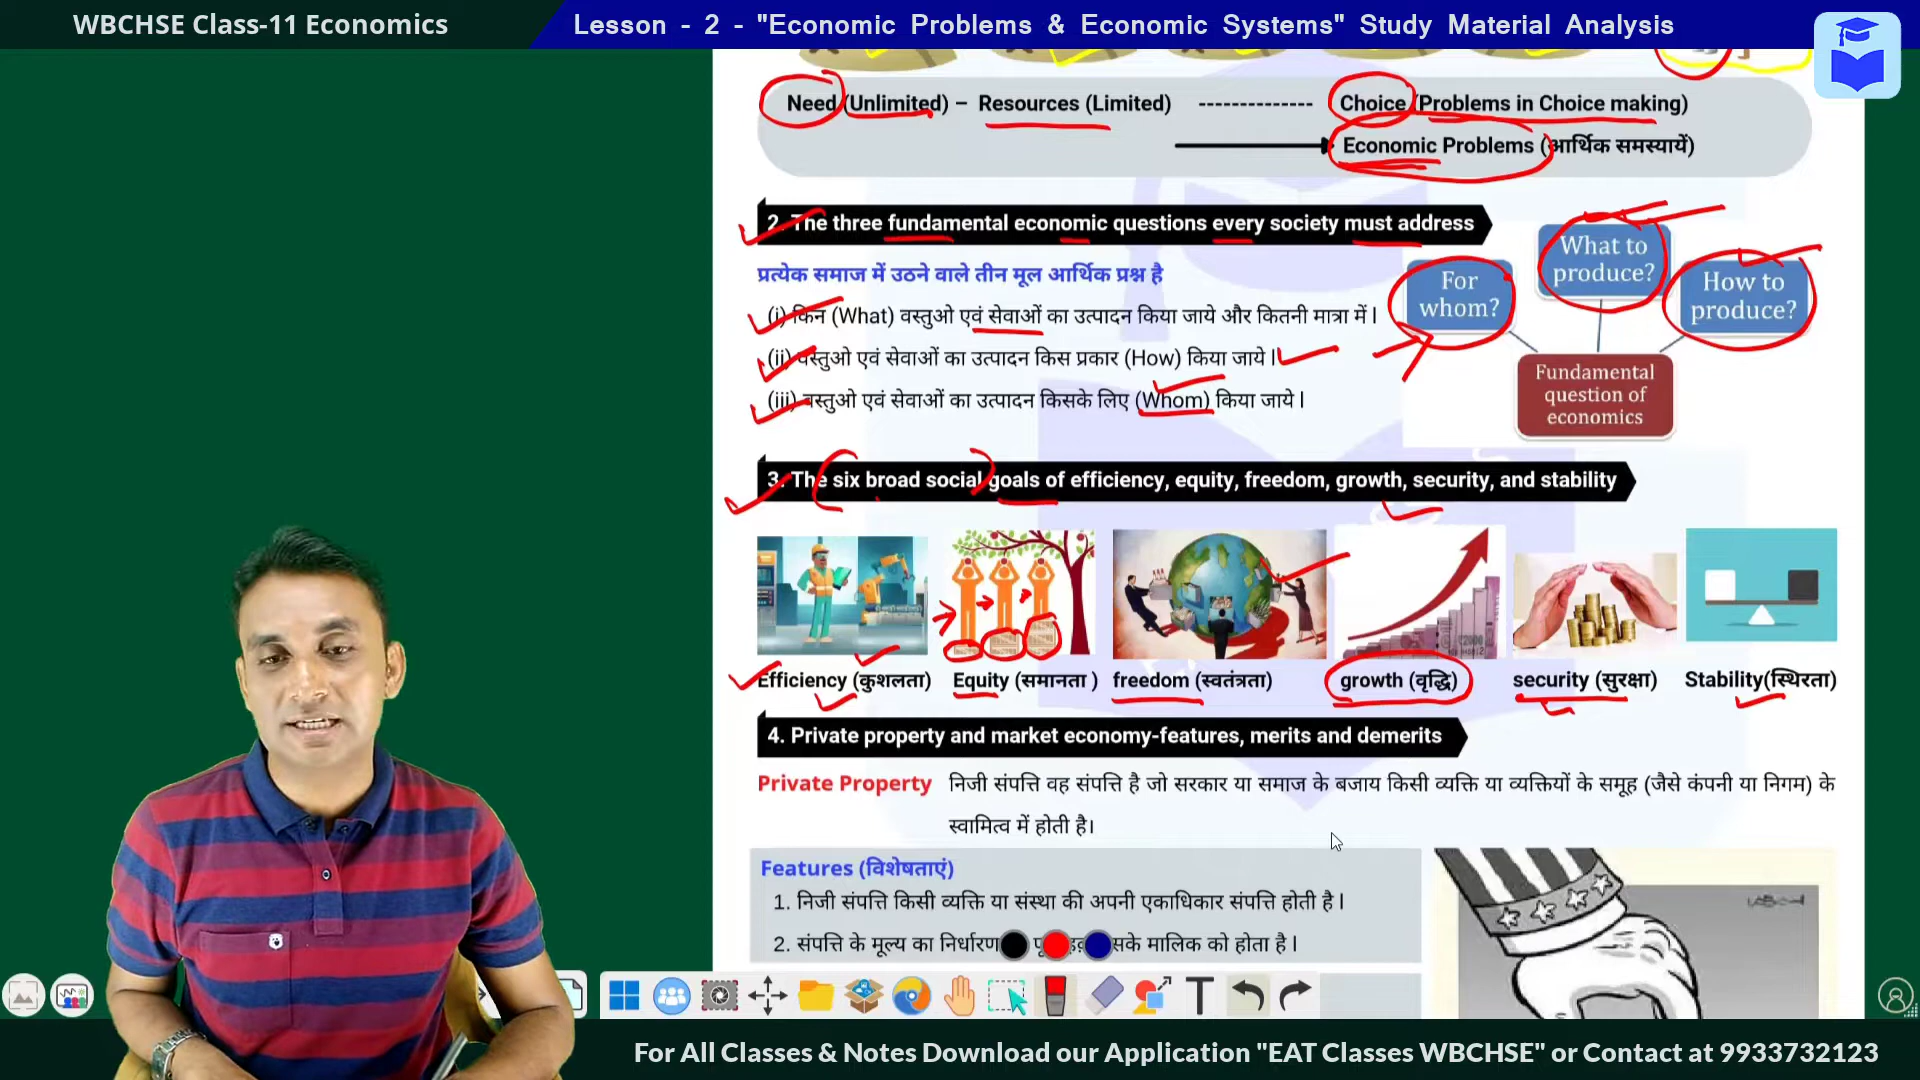 WBCHSE Class-11 Economics
Lesson - 2 - "Economic Problems & Economic Systems" Study Material Analysis
Need (Unlimited) – Resources (Limited) -------------- Choice (Problems in Choice making)
Economic Problems (आर्थिक समस्यायें)
2. The three fundamental economic questions every society must address
प्रत्येक समाज में उठने वाले तीन मूल आर्थिक प्रश्न है
(i) किन (What) वस्तुओ एवं सेवाओं का उत्पादन किया जाये और कितनी मात्रा में l
(ii) वस्तुओ एवं सेवाओं का उत्पादन किस प्रकार (How) किया जाये l
(iii) वस्तुओ एवं सेवाओं का उत्पादन किसके लिए (Whom) किया जाये l
For
whom?
What to
produce?
How to
produce?
Fundamental
question of
economics
3. The six broad social goals of efficiency, equity, freedom, growth, security, and stability
Efficiency (कुशलता) Equity (समानता ) freedom (स्वतंत्रता) growth (वृद्धि) security (सुरक्षा) Stability(स्थिरता)
4. Private property and market economy-features, merits and demerits
Private Property निजी संपत्ति वह संपत्ति है जो सरकार या समाज के बजाय किसी व्यक्ति या व्यक्तियों के समूह (जैसे कंपनी या निगम) के
स्वामित्व में होती है।
Features (विशेषताएं)
1. निजी संपत्ति किसी व्यक्ति या संस्था की अपनी एकाधिकार संपत्ति होती है l
2. संपत्ति के मूल्य का निर्धारण के मालिक को होता है l
For All Classes & Notes Download our Application "EAT Classes WBCHSE" or Contact at 9933732123